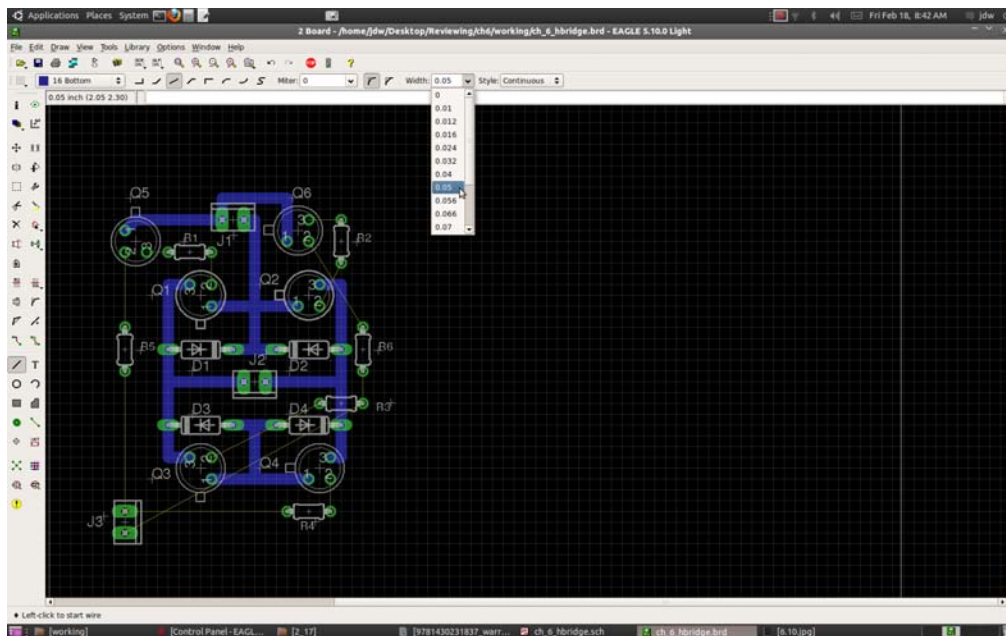 Applications Places System Fri Feb 18, 8:42 AM jdw
2 Board - /home/jdw/Desktop/Reviewing/ch6/working/ch_6_hbridge.brd - EAGLE 5.10.0 Light
File Edit Draw View Tools Library Options Window Help
16 Bottom Miter: 0 Width: 0.05 Style: Continuous
0.05 inch (2.05 2.30)
0
0.01
0.012
0.016
0.024
0.032
0.04
0.05
0.056
0.066
0.07
Q5 Q6
J1
R1 R2
Q1 Q2
R5 D1 J2 D2 R6
D3 D4 R3
Q3 Q4
J3 R4
Left-click to start wire
[working] [Control Panel - EAGL... [2_17] [9781430231837_warr... ch_6_hbridge.sch ch_6_hbridge.brd [6.10.jpg]